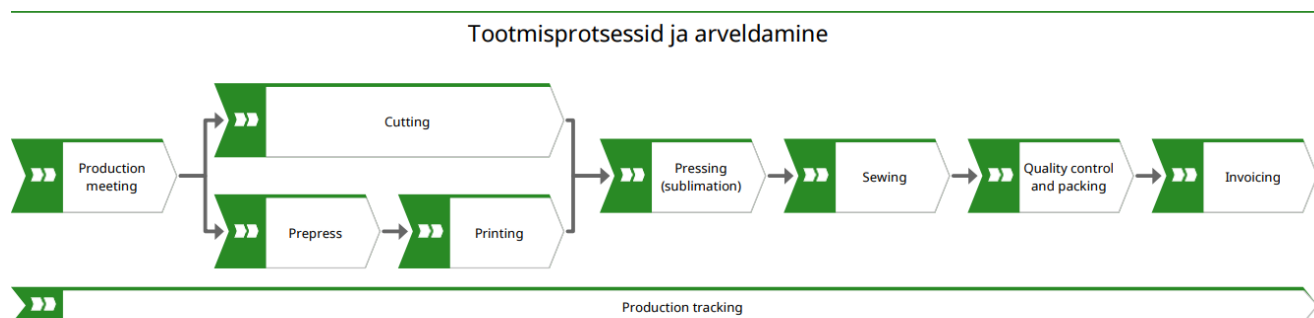 Tootmisprotsessid ja arveldamine
Cutting
Production
meeting
Pressing
(sublimation)
Sewing
Quality control
and packing
Invoicing
Prepress
Printing
Production tracking